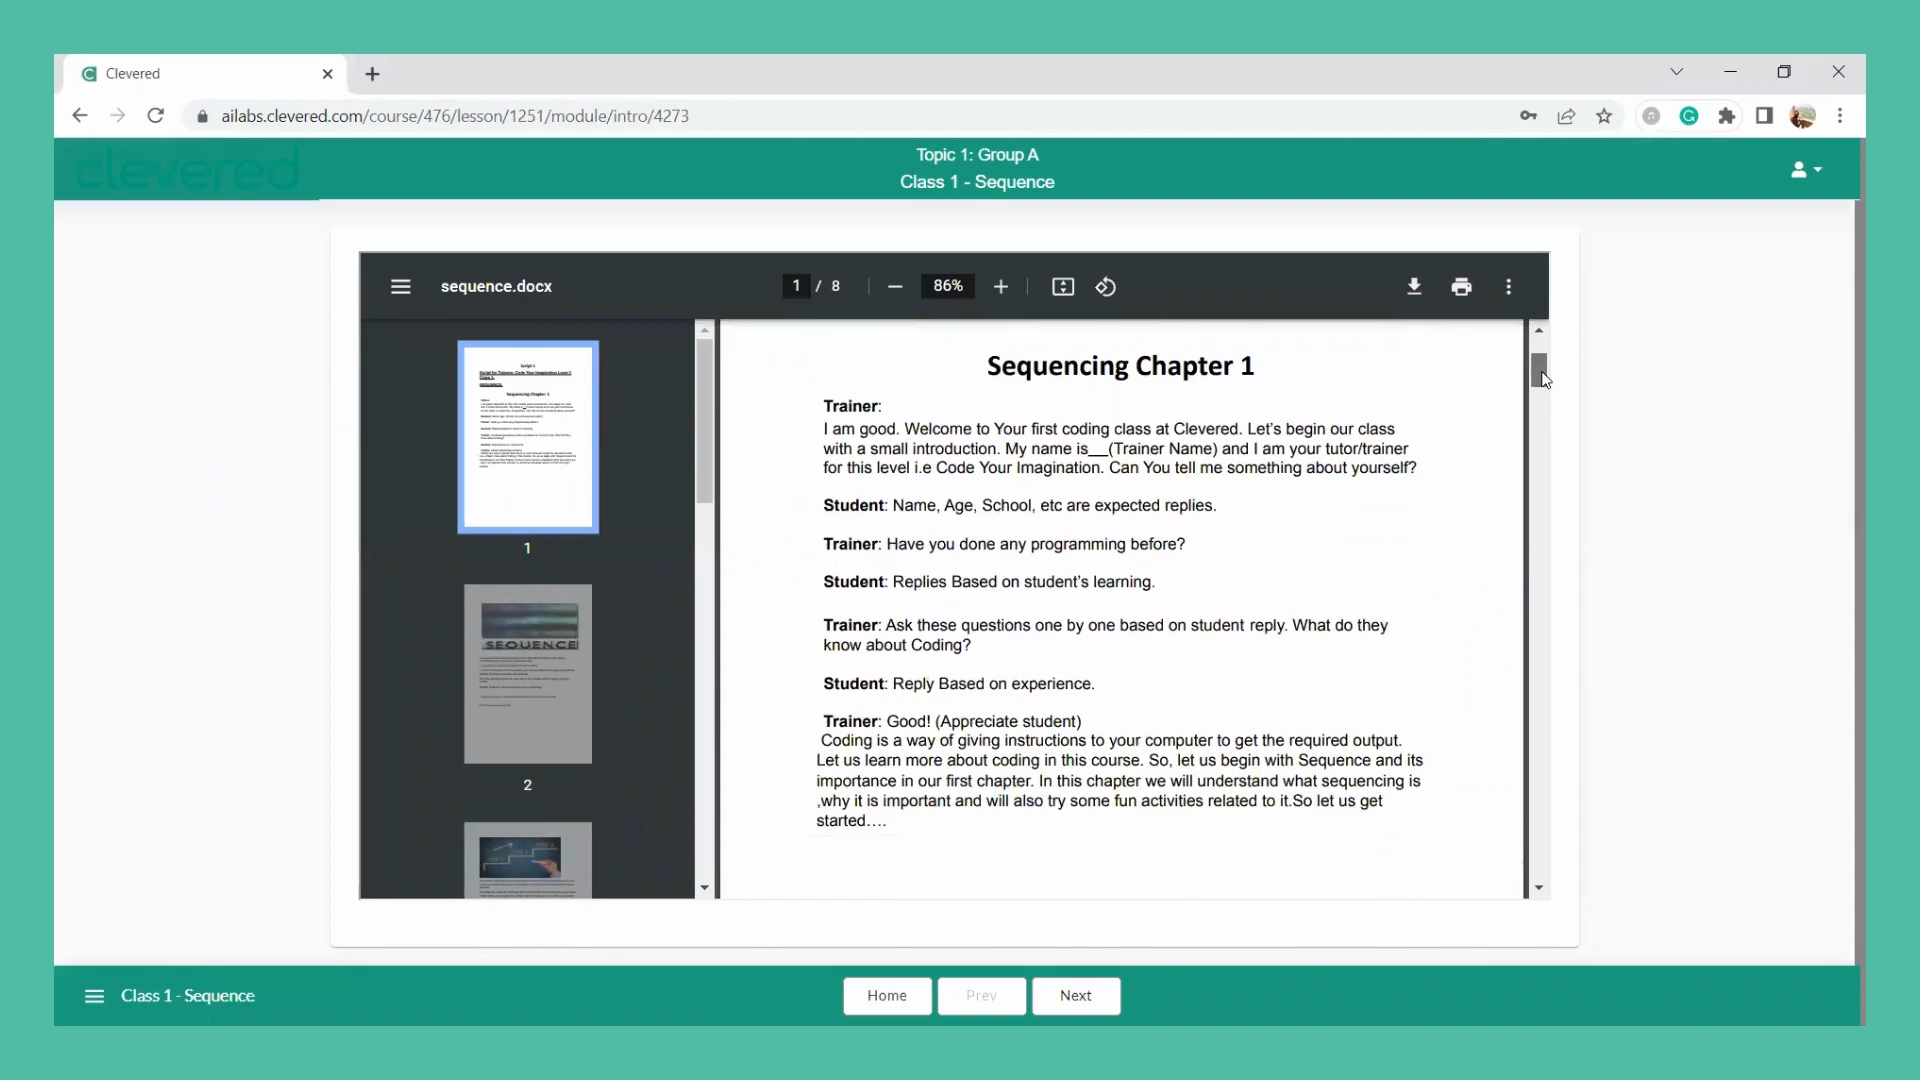 Clevered
ailabs.clevered.com/course/476/lesson/1251/module/intro/4273
clevered
Topic 1: Group A
Class 1 - Sequence
sequence.docx
1 / 8
86%
SEQUENCE
1
2
Sequencing Chapter 1
Trainer:
I am good. Welcome to Your first coding class at Clevered. Let's begin our class
with a small introduction. My name is__(Trainer Name) and I am your tutor/trainer
for this level i.e Code Your Imagination. Can You tell me something about yourself?
Student: Name, Age, School, etc are expected replies.
Trainer: Have you done any programming before?
Student: Replies Based on student’s learning.
Trainer: Ask these questions one by one based on student reply. What do they
know about Coding?
Student: Reply Based on experience.
Trainer: Good! (Appreciate student)
Coding is a way of giving instructions to your computer to get the required output.
Let us learn more about coding in this course. So, let us begin with Sequence and its
importance in our first chapter. In this chapter we will understand what sequencing is
,why it is important and will also try some fun activities related to it.So let us get
started….
Class 1 - Sequence
Home
Prev
Next